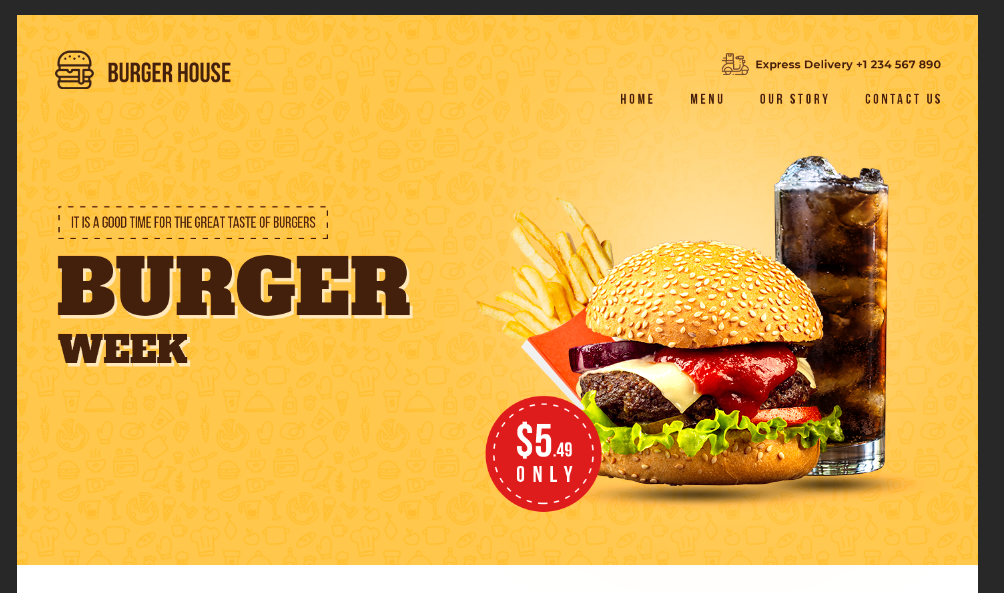 BURGER HOUSE
Express Delivery +1 234 567 890
HOME MENU OUR STORY CONTACT US
IT IS A GOOD TIME FOR THE GREAT TASTE OF BURGERS
BURGER
WEEK
$5.49
ONLY